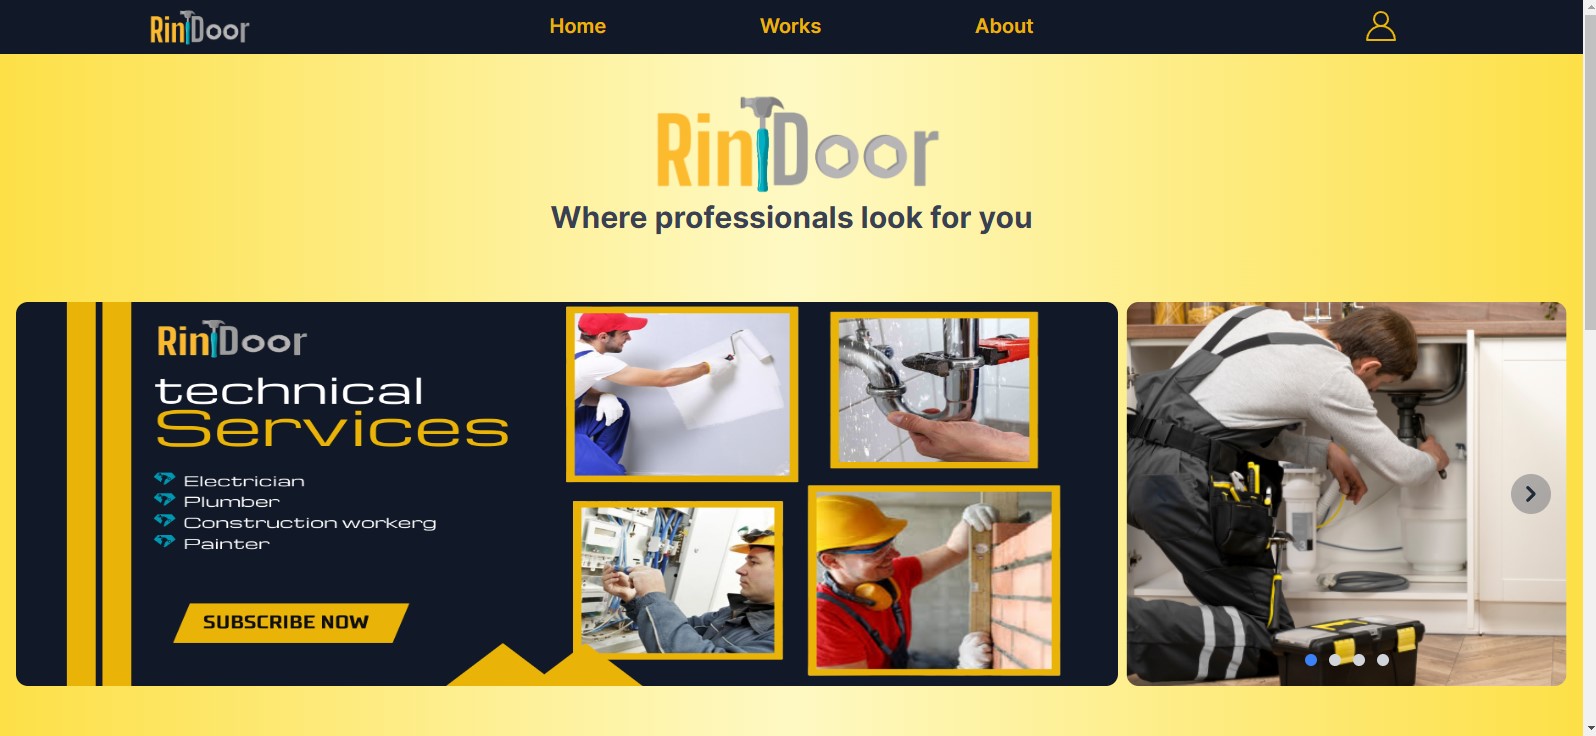 RinDoor
Home
Works
About
RinDoor
Where professionals look for you
RinDoor
technical
Services
Electrician
Plumber
Construction workerg
Painter
SUBSCRIBE NOW